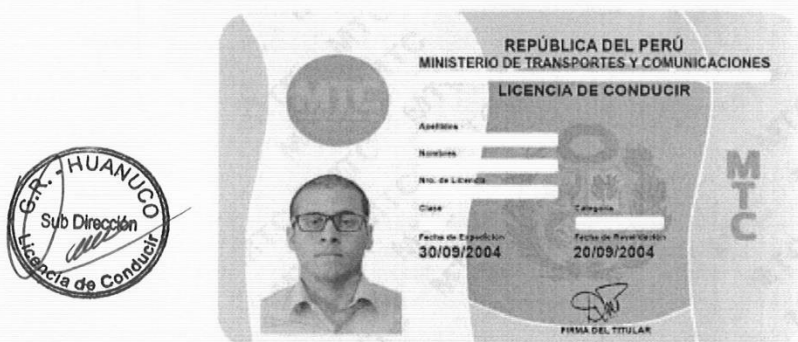 REPÚBLICA DEL PERÚ
MINISTERIO DE TRANSPORTES Y COMUNICACIONES
LICENCIA DE CONDUCIR
MTC
Apellidos
Nombres
Nro. de Licencia
Clase
Categoria
Fecha de Expedición
Fecha de Revalidación
30/09/2004
20/09/2004
FIRMA DEL TITULAR
MTC
G.R. - HUANUCO
Sub Dirección
Licencia de Conducir